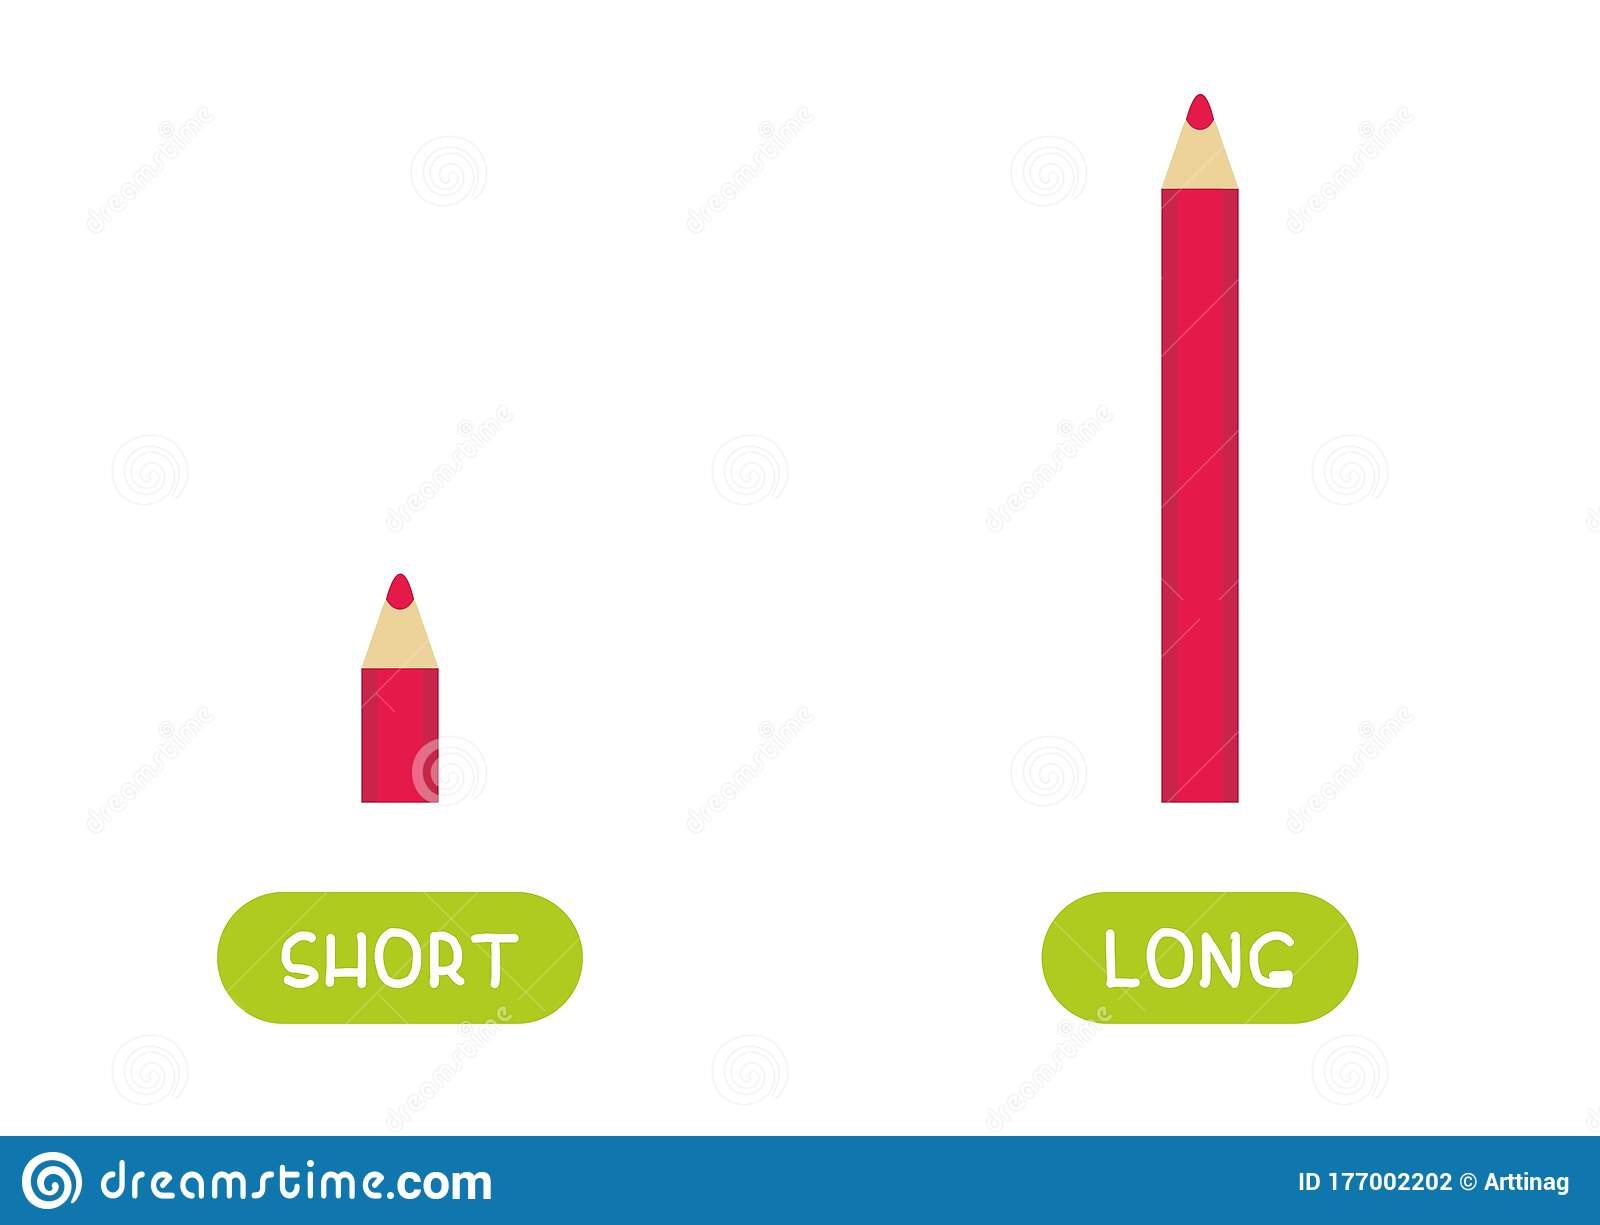 SHORT
LONG
dreamstime.com
ID 177002202 © Arttinag